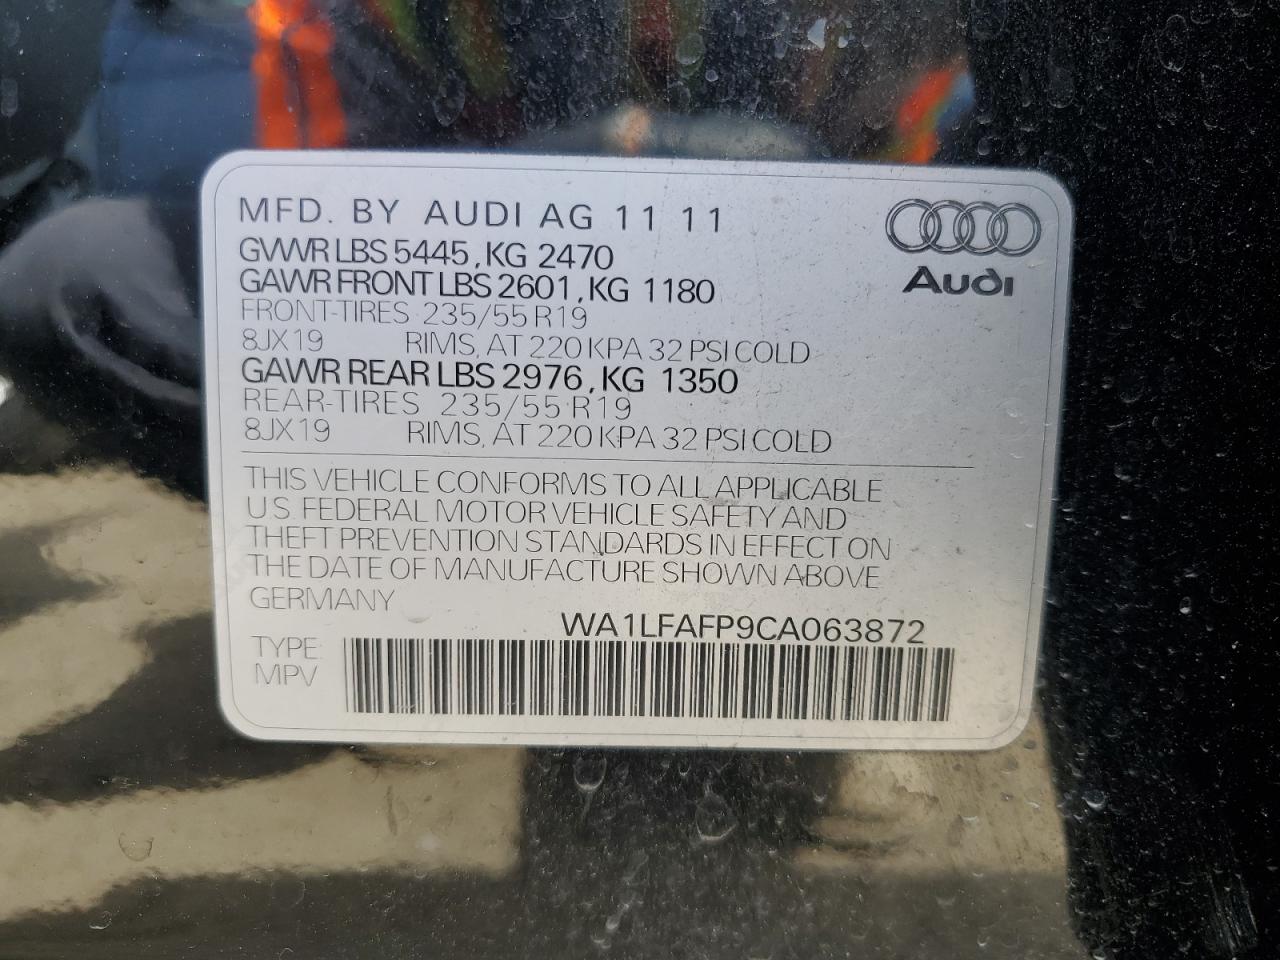 MFD. BY AUDI AG 11 11
Audi
GVWR LBS 5445, KG 2470
GAWR FRONT LBS 2601, KG 1180
FRONT-TIRES 235/55 R19
8JX19 RIMS, AT 220 KPA 32 PSI COLD
GAWR REAR LBS 2976, KG 1350
REAR-TIRES 235/55 R19
8JX19 RIMS, AT 220 KPA 32 PSI COLD
THIS VEHICLE CONFORMS TO ALL APPLICABLE
U.S. FEDERAL MOTOR VEHICLE SAFETY AND
THEFT PREVENTION STANDARDS IN EFFECT ON
THE DATE OF MANUFACTURE SHOWN ABOVE
GERMANY
WA1LFAFP9CA063872
TYPE:
MPV